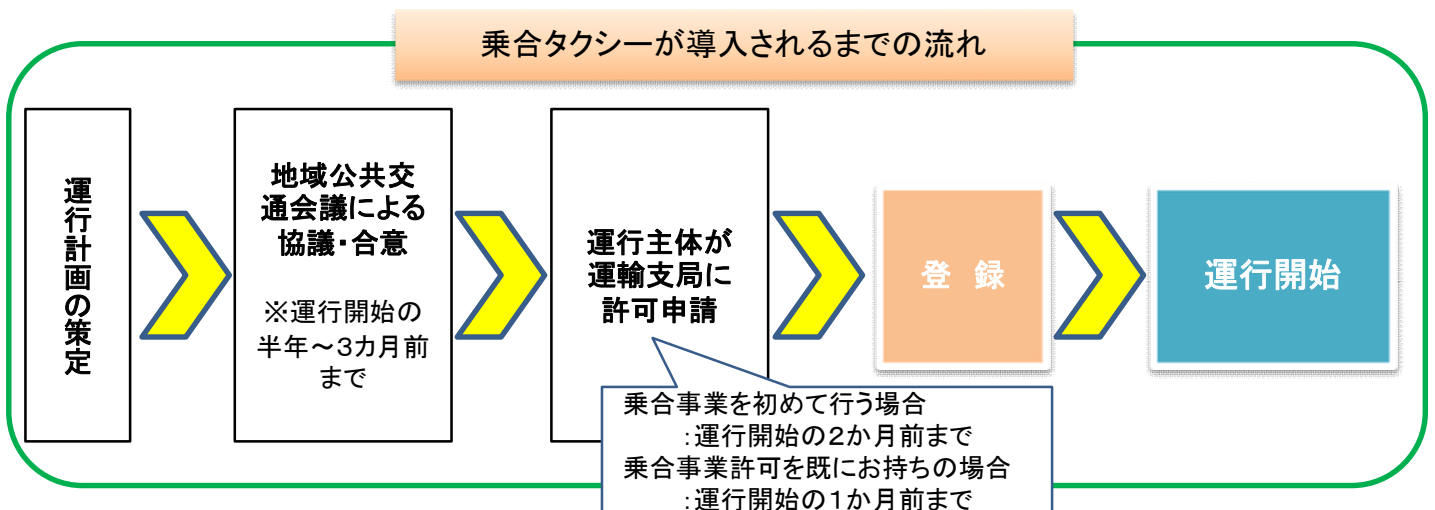 乗合タクシーが導入されるまでの流れ
運行計画の策定
地域公共交
通会議による
協議・合意
※運行開始の
半年～3カ月前
まで
運行主体が
運輸支局に
許可申請
登 録
運行開始
乗合事業を初めて行う場合
：運行開始の2か月前まで
乗合事業許可を既にお持ちの場合
：運行開始の1か月前まで